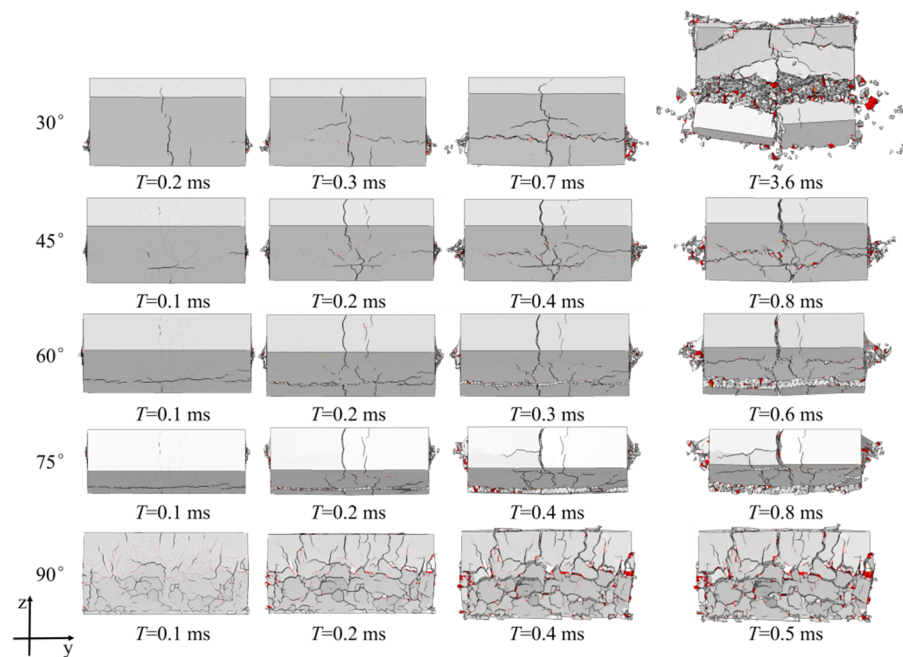 30°
T=0.2 ms T=0.3 ms T=0.7 ms T=3.6 ms
45°
T=0.1 ms T=0.2 ms T=0.4 ms T=0.8 ms
60°
T=0.1 ms T=0.2 ms T=0.3 ms T=0.6 ms
75°
T=0.1 ms T=0.2 ms T=0.4 ms T=0.8 ms
90°
T=0.1 ms T=0.2 ms T=0.4 ms T=0.5 ms
z
y